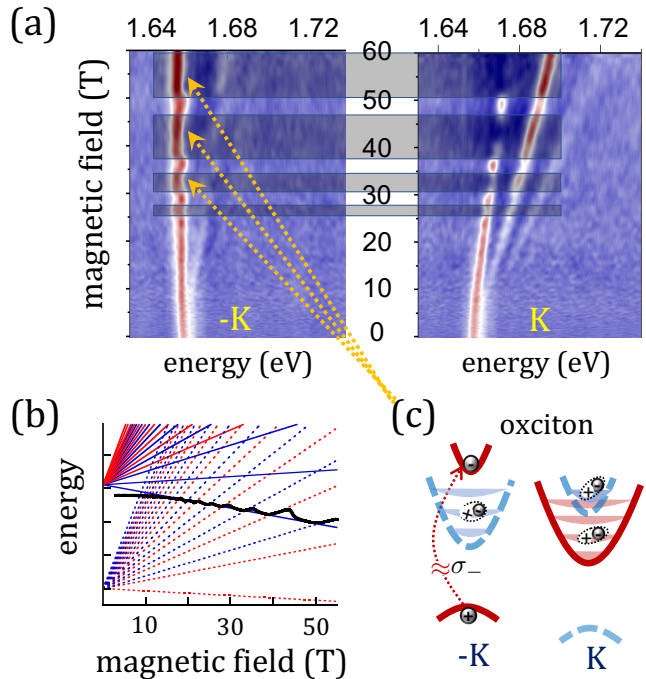 (a)
1.64 1.68 1.72 1.64 1.68 1.72
magnetic field (T)
60
50
40
30
20
10
0
-K
K
energy (eV)
energy (eV)
(b)
energy
10 30 50
magnetic field (T)
(c)
oxciton
- 
-
+
-
+
-
+
≈σ−
+
-K
K